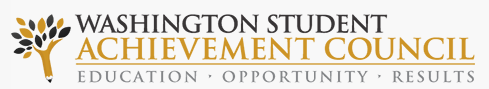 WASHINGTON STUDENT
ACHIEVEMENT COUNCIL
EDUCATION · OPPORTUNITY · RESULTS